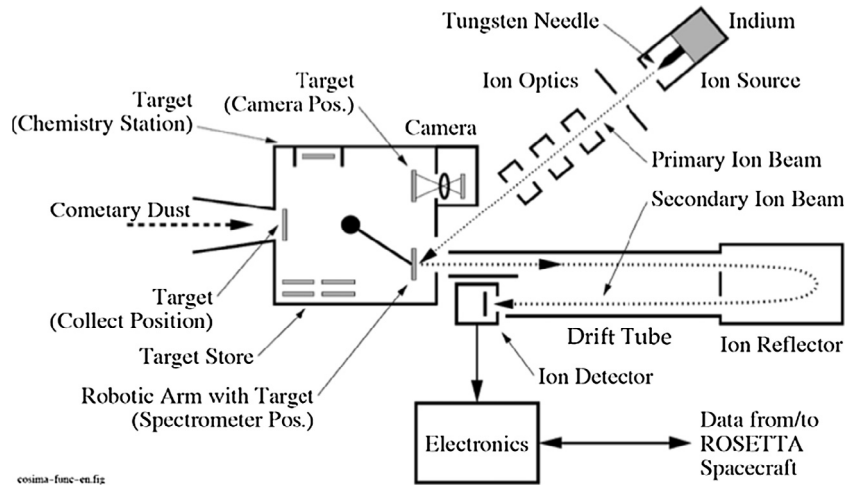 Tungsten Needle
Indium
Target
(Camera Pos.)
Ion Optics
Ion Source
Target
(Chemistry Station)
Camera
Primary Ion Beam
Secondary Ion Beam
Cometary Dust
Target
(Collect Position)
Drift Tube
Ion Reflector
Target Store
Ion Detector
Robotic Arm with Target
(Spectrometer Pos.)
Electronics
Data from/to
ROSETTA
Spacecraft
cosima-func-en.fig